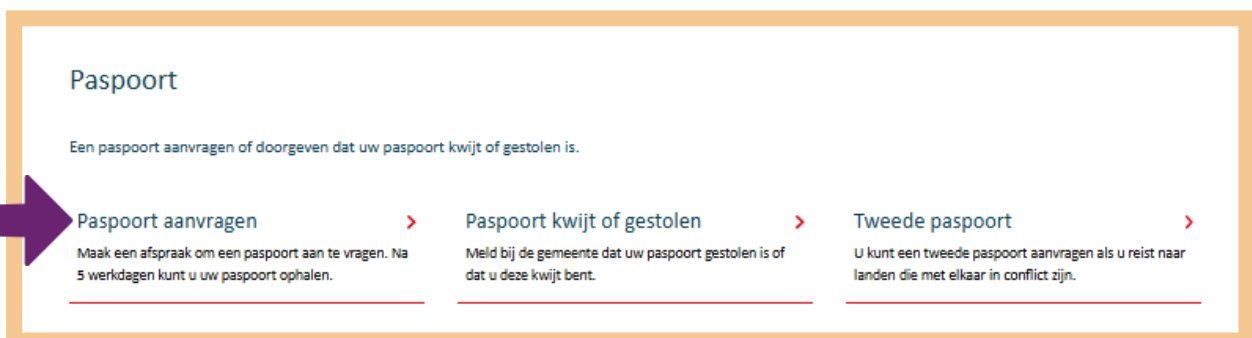 Paspoort
Een paspoort aanvragen of doorgeven dat uw paspoort kwijt of gestolen is.
Paspoort aanvragen
Maak een afspraak om een paspoort aan te vragen. Na
5 werkdagen kunt u uw paspoort ophalen.
Paspoort kwijt of gestolen
Meld bij de gemeente dat uw paspoort gestolen is of
dat u deze kwijt bent.
Tweede paspoort
U kunt een tweede paspoort aanvragen als u reist naar
landen die met elkaar in conflict zijn.